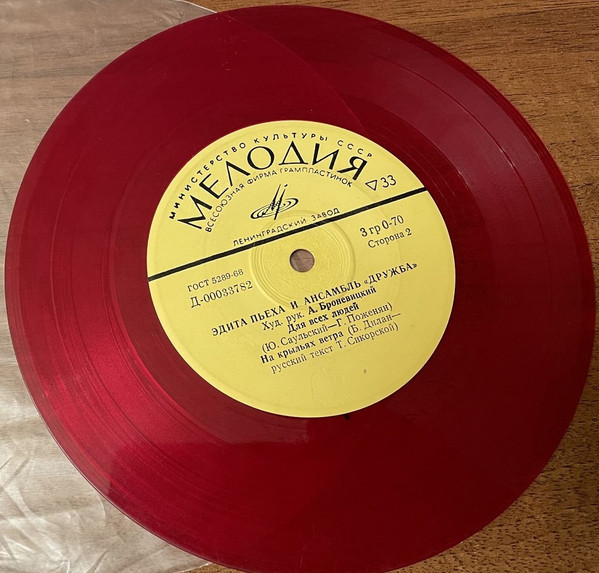 МИНИСТЕРСТВО КУЛЬТУРЫ СССР
МЕЛОДИЯ
ВСЕСОЮЗНАЯ ФИРМА ГРАМПЛАСТИНОК
▽33
ЛЕНИНГРАДСКИЙ ЗАВОД
ГОСТ 5289-68
Д-00033782
3 гр 0-70
Сторона 2
ЭДИТА ПЬЕХА И АНСАМБЛЬ «ДРУЖБА»
Худ. рук. А. Броневицкий
Для всех людей
(Ю. Саульский—Г. Поженян)
На крыльях ветра (Б. Дилан—
русский текст Т. Сикорской)